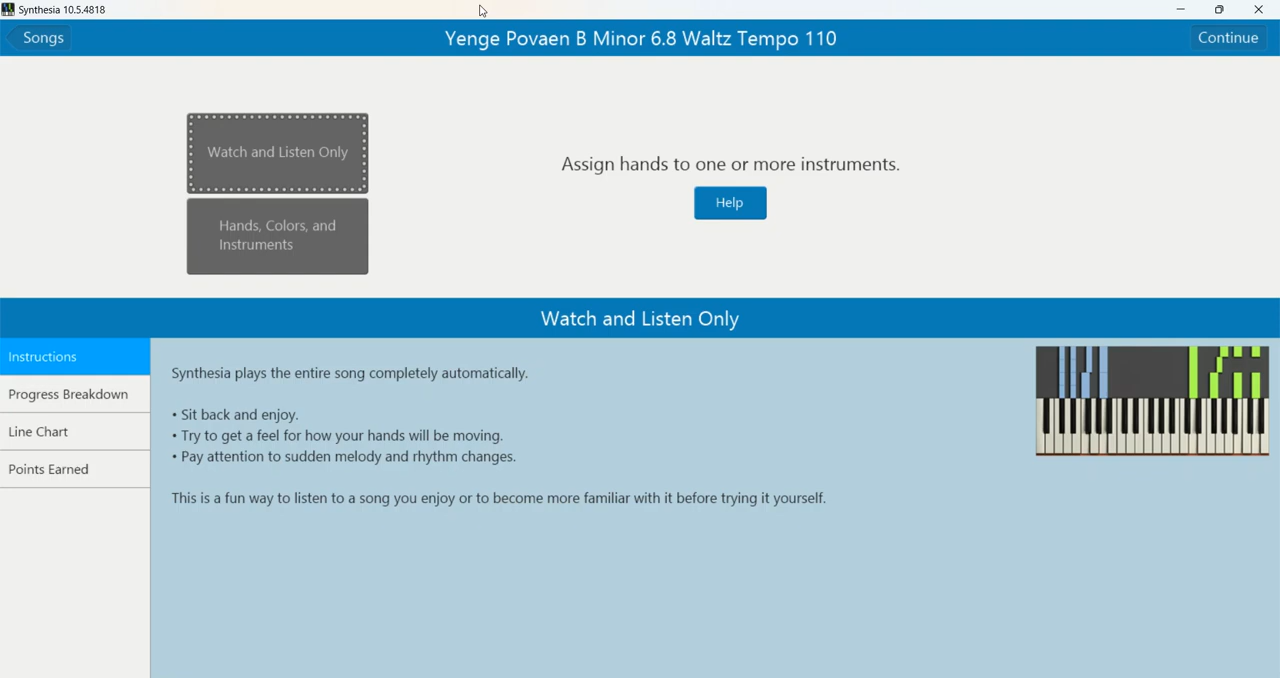 Synthesia 10.5.4818
Songs
Yenge Povaen B Minor 6.8 Waltz Tempo 110
Continue
Watch and Listen Only
Hands, Colors, and
Instruments
Assign hands to one or more instruments.
Help
Watch and Listen Only
Instructions
Progress Breakdown
Line Chart
Points Earned
Synthesia plays the entire song completely automatically.
• Sit back and enjoy.
• Try to get a feel for how your hands will be moving.
• Pay attention to sudden melody and rhythm changes.
This is a fun way to listen to a song you enjoy or to become more familiar with it before trying it yourself.